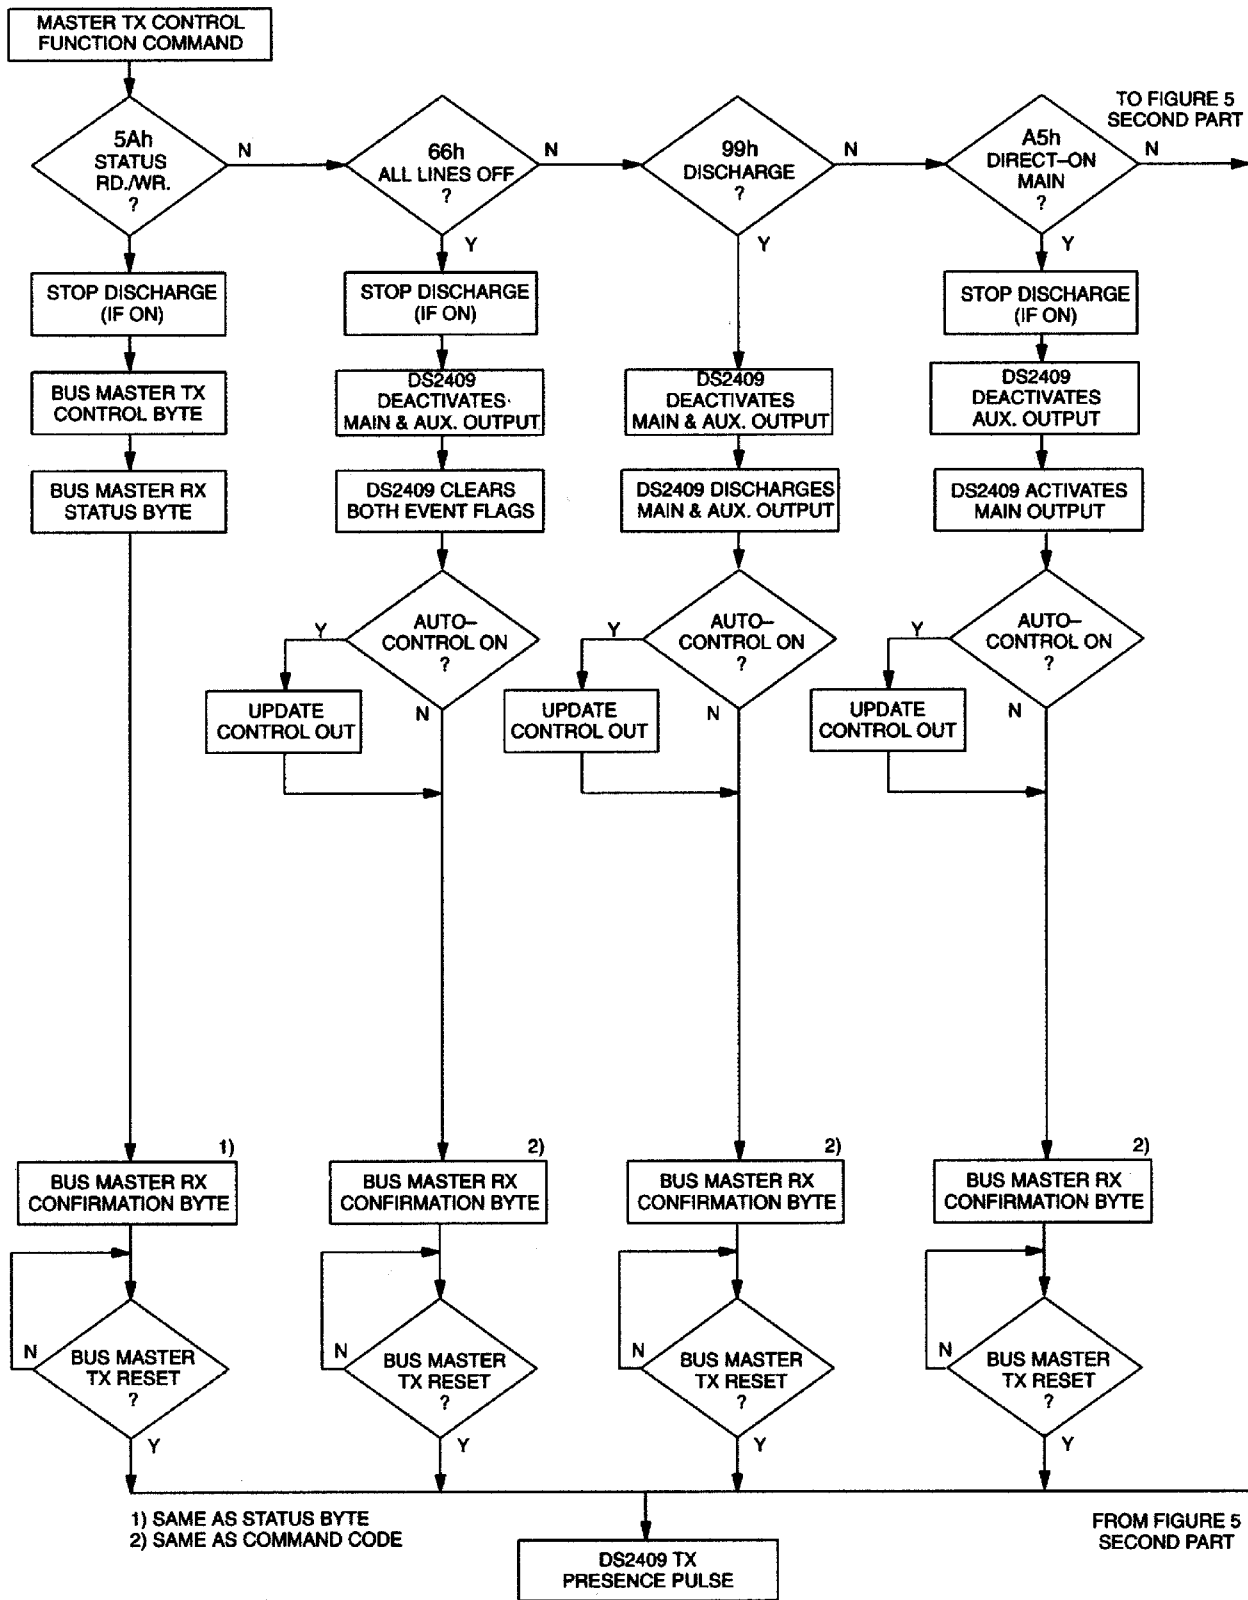 MASTER TX CONTROL
FUNCTION COMMAND
TO FIGURE 5
SECOND PART
5Ah
STATUS
RD./WR.
?
N
66h
ALL LINES OFF
?
N
99h
DISCHARGE
?
N
A5h
DIRECT–ON
MAIN
?
N
Y
Y
Y
STOP DISCHARGE
(IF ON)
STOP DISCHARGE
(IF ON)
STOP DISCHARGE
(IF ON)
BUS MASTER TX
CONTROL BYTE
DS2409
DEACTIVATES
MAIN & AUX. OUTPUT
DS2409
DEACTIVATES
MAIN & AUX. OUTPUT
DS2409
DEACTIVATES
AUX. OUTPUT
BUS MASTER RX
STATUS BYTE
DS2409 CLEARS
BOTH EVENT FLAGS
DS2409 DISCHARGES
MAIN & AUX. OUTPUT
DS2409 ACTIVATES
MAIN OUTPUT
Y
AUTO–
CONTROL ON
?
Y
AUTO–
CONTROL ON
?
Y
AUTO–
CONTROL ON
?
UPDATE
CONTROL OUT
N
UPDATE
CONTROL OUT
N
UPDATE
CONTROL OUT
N
1)
2)
2)
2)
BUS MASTER RX
CONFIRMATION BYTE
BUS MASTER RX
CONFIRMATION BYTE
BUS MASTER RX
CONFIRMATION BYTE
BUS MASTER RX
CONFIRMATION BYTE
N
BUS MASTER
TX RESET
?
N
BUS MASTER
TX RESET
?
N
BUS MASTER
TX RESET
?
N
BUS MASTER
TX RESET
?
Y
Y
Y
Y
1) SAME AS STATUS BYTE
2) SAME AS COMMAND CODE
FROM FIGURE 5
SECOND PART
DS2409 TX
PRESENCE PULSE